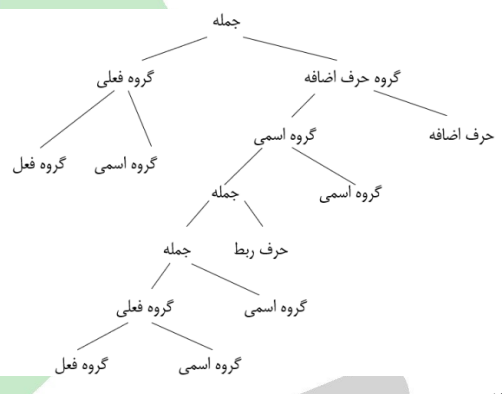 جمله
گروه حرف اضافه گروه فعلی
حرف اضافه گروه اسمی گروه اسمی گروه فعل
گروه اسمی جمله
حرف ربط جمله
گروه اسمی گروه فعلی
گروه اسمی گروه فعل